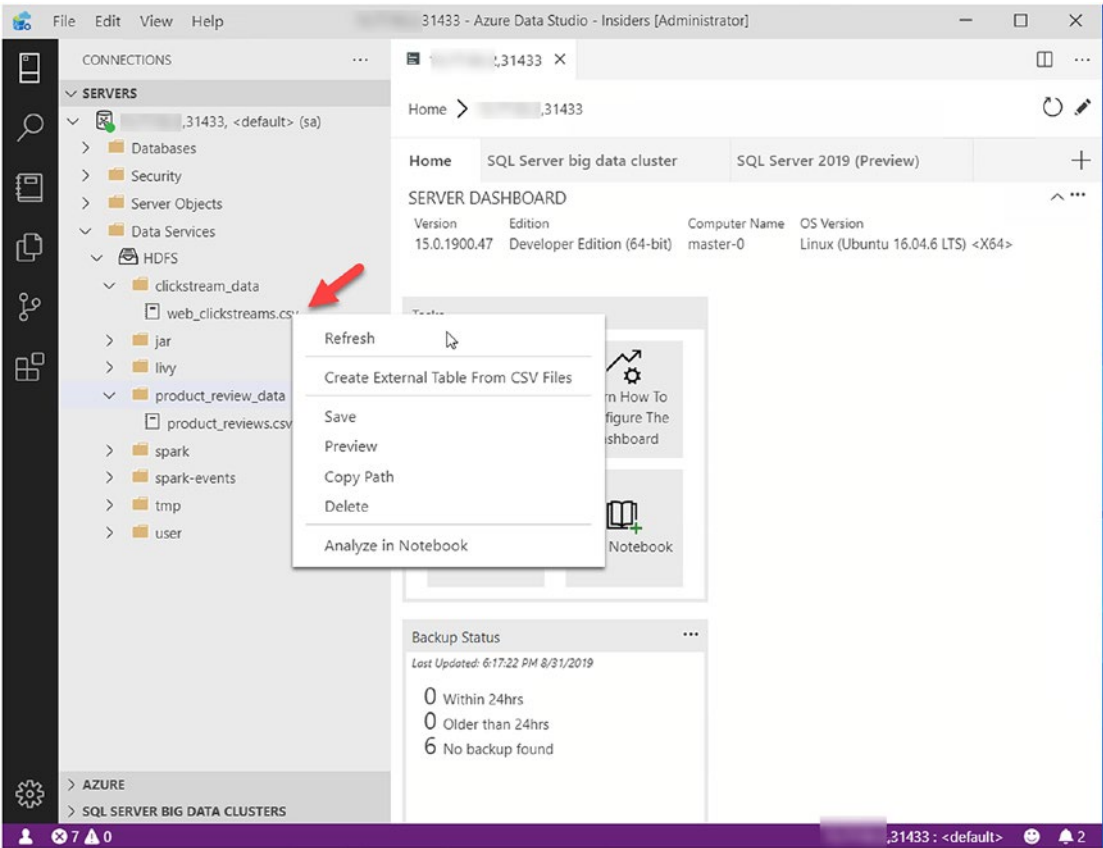 File Edit View Help
31433 - Azure Data Studio - Insiders [Administrator]
CONNECTIONS
SERVERS
,31433, <default> (sa)
Databases
Security
Server Objects
Data Services
HDFS
clickstream_data
web_clickstreams.csv
jar
livy
product_review_data
product_reviews.csv
spark
spark-events
tmp
user
AZURE
SQL SERVER BIG DATA CLUSTERS
,31433
Home > ,31433
Home SQL Server big data cluster SQL Server 2019 (Preview)
SERVER DASHBOARD
Version Edition Computer Name OS Version
15.0.1900.47 Developer Edition (64-bit) master-0 Linux (Ubuntu 16.04.6 LTS) <X64>
Tasks
Refresh
Create External Table From CSV Files
Save
Preview
Copy Path
Delete
Analyze in Notebook
rn How To
figure The
shboard
Notebook
Backup Status
Last Updated: 6:17:22 PM 8/31/2019
0 Within 24hrs
0 Older than 24hrs
6 No backup found
7 0
,31433 : <default> 2